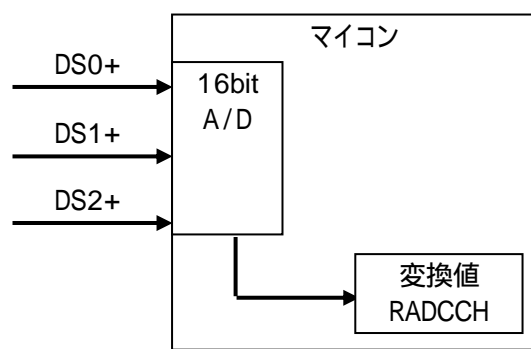 マイコン
DS0+
DS1+
DS2+
16bit
A/D
変換値
RADCCH